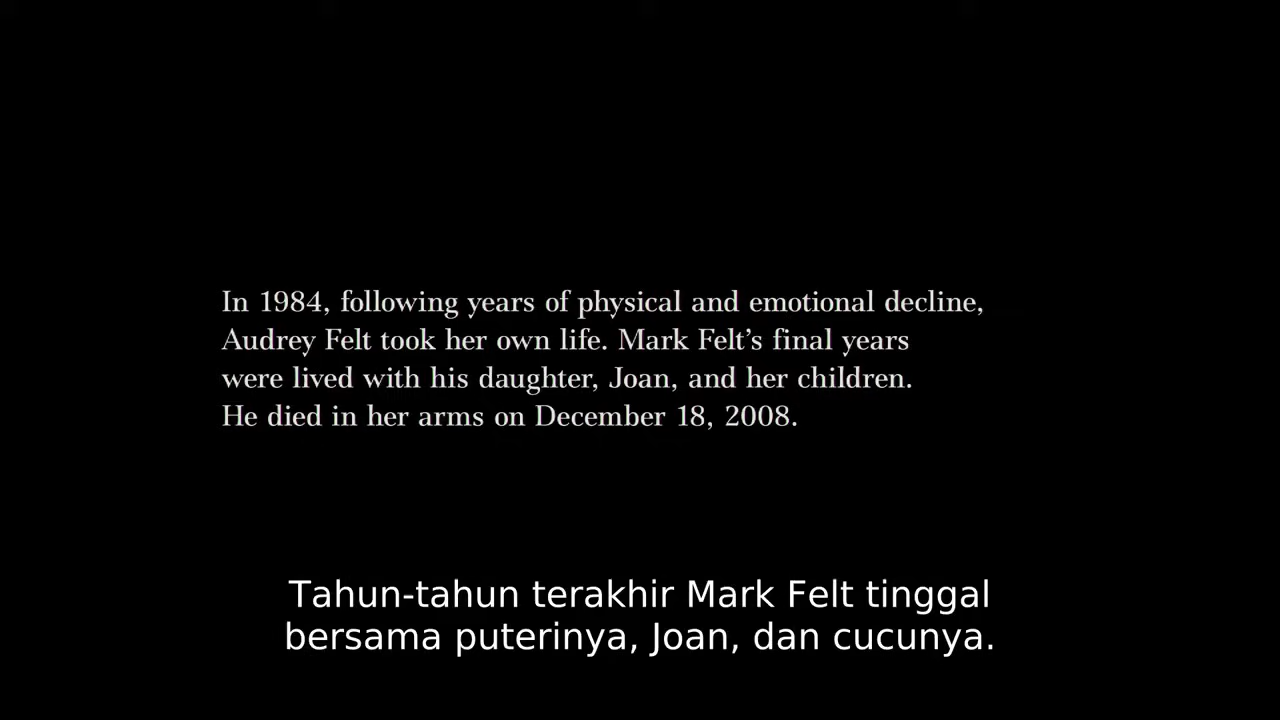 In 1984, following years of physical and emotional decline,
Audrey Felt took her own life. Mark Felt’s final years
were lived with his daughter, Joan, and her children.
He died in her arms on December 18, 2008.
Tahun-tahun terakhir Mark Felt tinggal
bersama puterinya, Joan, dan cucunya.